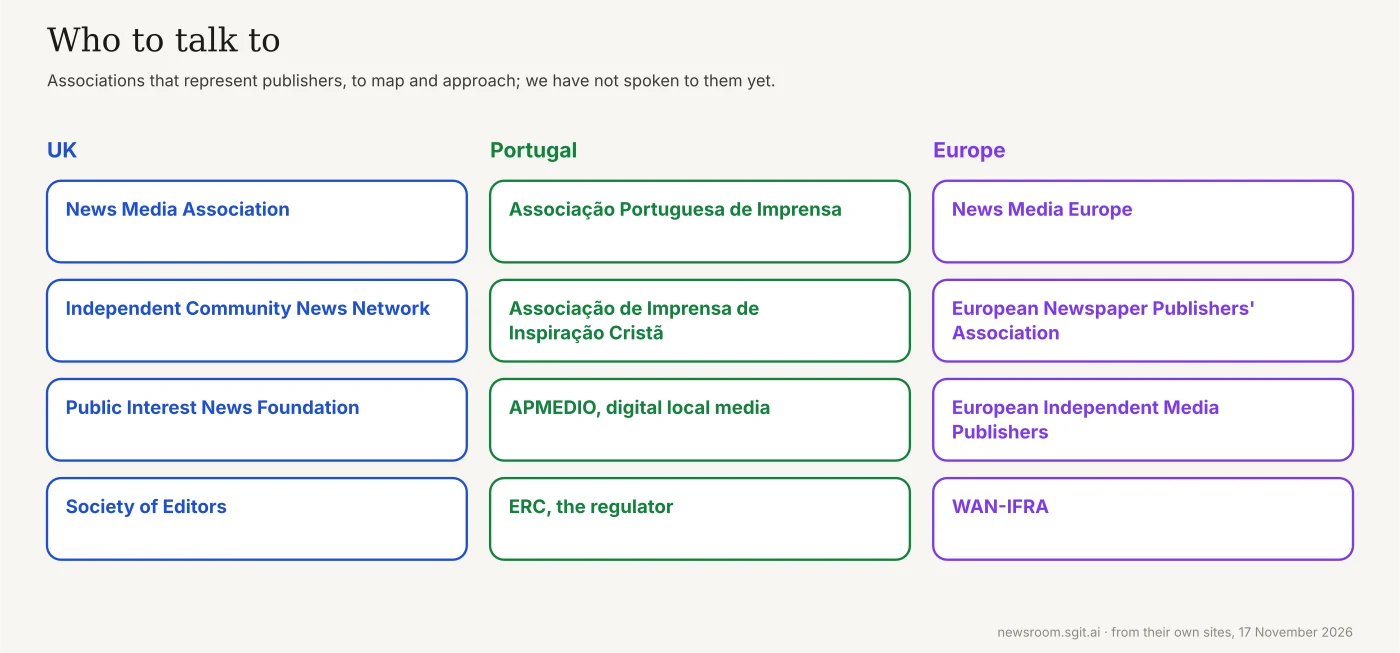 Who to talk to
Associations that represent publishers, to map and approach; we have not spoken to them yet.
UK
News Media Association
Independent Community News Network
Public Interest News Foundation
Society of Editors
Portugal
Associação Portuguesa de Imprensa
Associação de Imprensa de
Inspiração Cristã
APMEDIO, digital local media
ERC, the regulator
Europe
News Media Europe
European Newspaper Publishers'
Association
European Independent Media
Publishers
WAN-IFRA
newsroom.sgit.ai · from their own sites, 17 November 2026